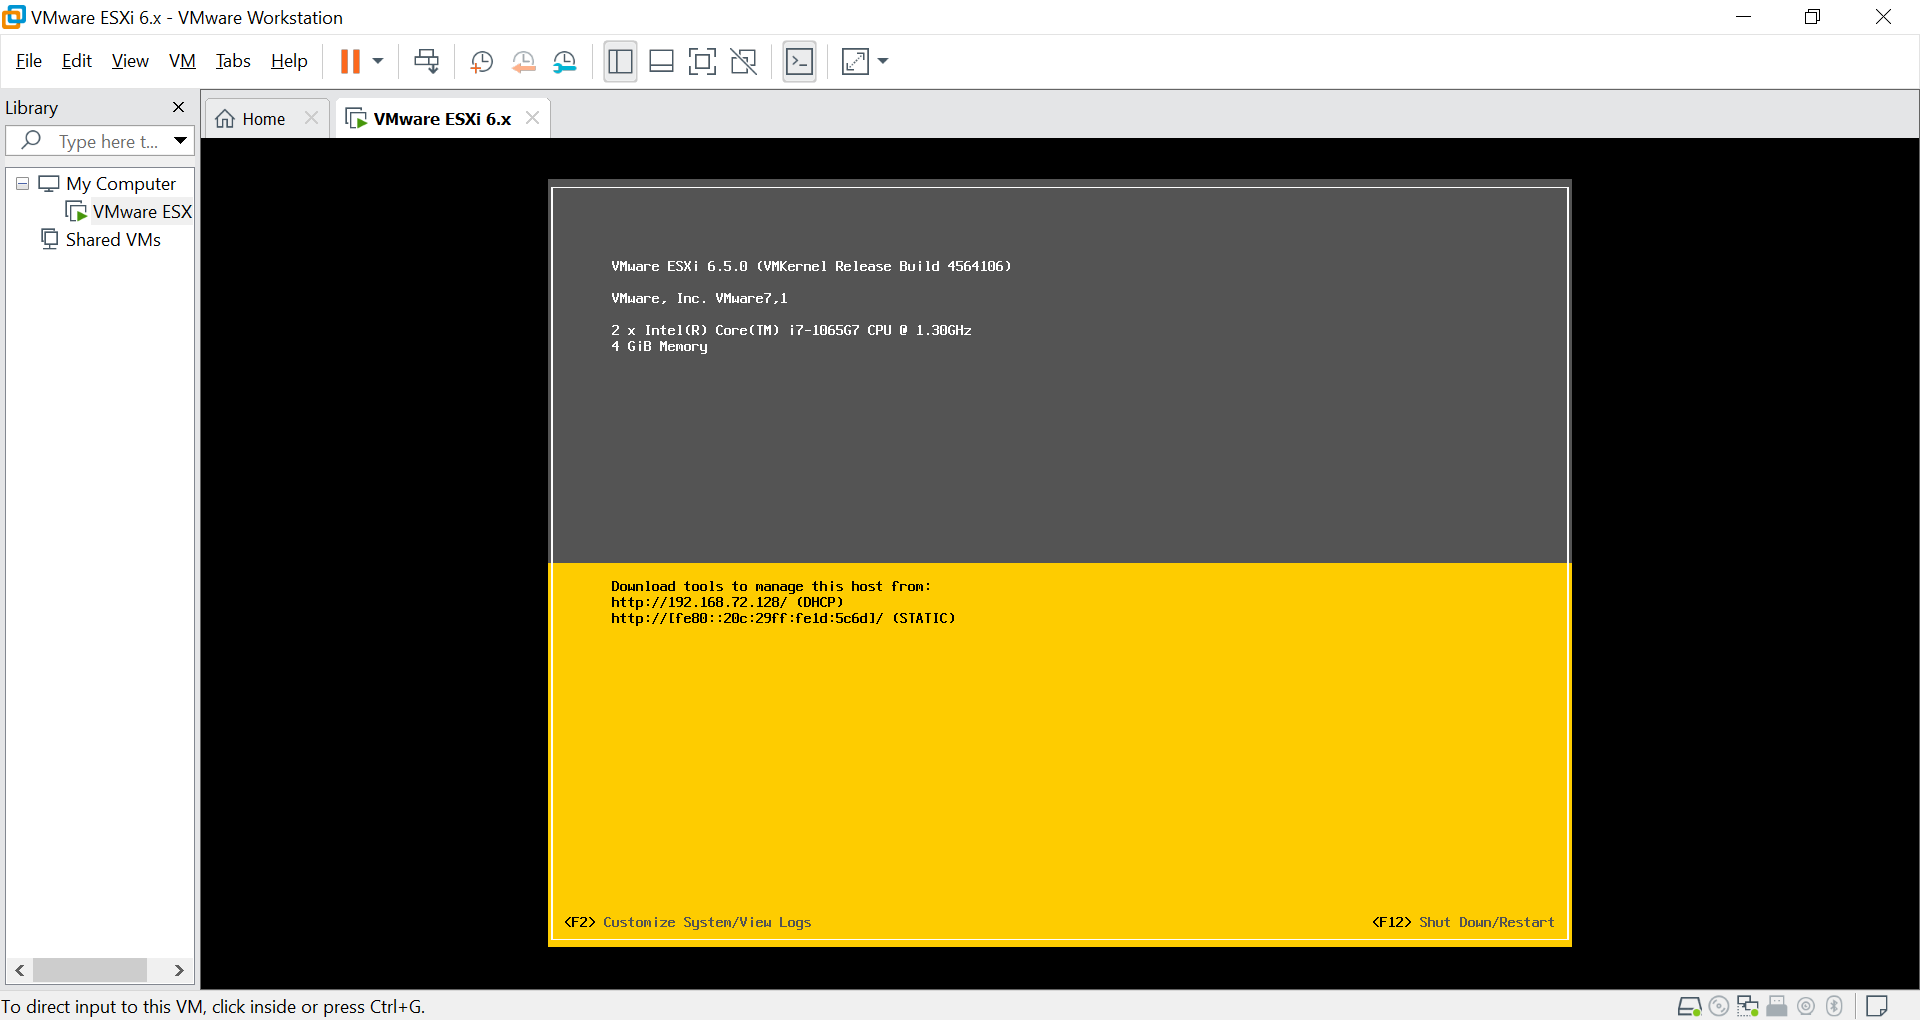 VMware ESXi 6.x - VMware Workstation
File Edit View VM Tabs Help
Library
Home
VMware ESXi 6.x
Type here t...
My Computer
VMware ESX
Shared VMs
VMware ESXi 6.5.0 (VMKernel Release Build 4564106)
VMware, Inc. VMware7,1
2 x Intel(R) Core(TM) i7-1065G7 CPU @ 1.30GHz
4 GiB Memory
Download tools to manage this host from:
http://192.168.72.128/ (DHCP)
http://[fe80::20c:29ff:fe1d:5c6d]/ (STATIC)
<F2> Customize System/View Logs
<F12> Shut Down/Restart
To direct input to this VM, click inside or press Ctrl+G.